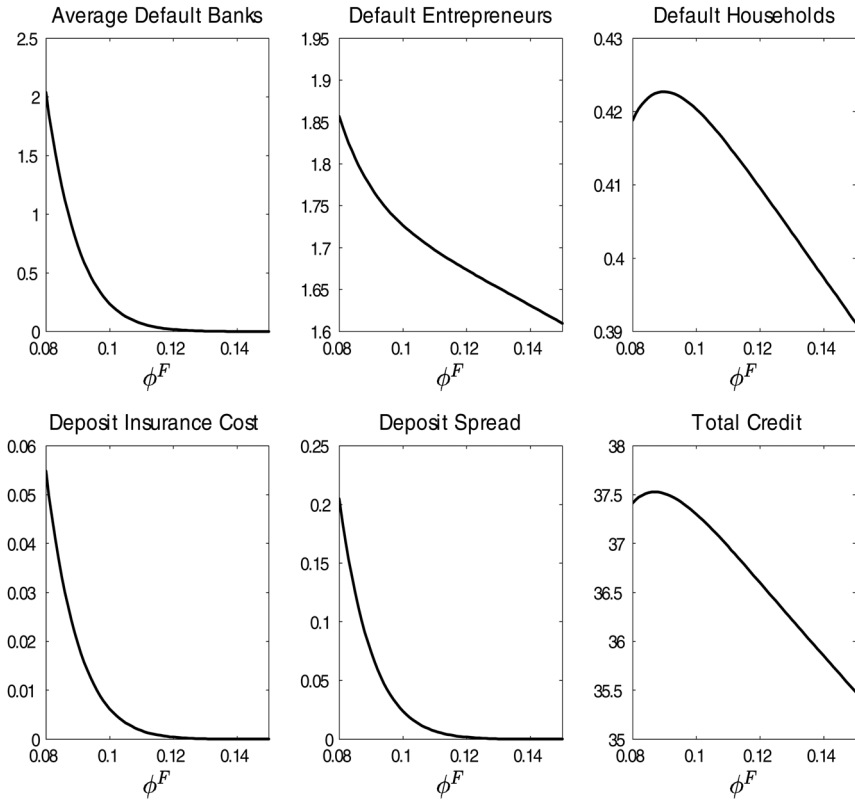 Average Default Banks
2.5
2
1.5
1
0.5
0
0.08 0.1 0.12 0.14
ϕ^F
Default Entrepreneurs
1.95
1.9
1.85
1.8
1.75
1.7
1.65
1.6
0.08 0.1 0.12 0.14
ϕ^F
Default Households
0.43
0.42
0.41
0.4
0.39
0.08 0.1 0.12 0.14
ϕ^F
Deposit Insurance Cost
0.06
0.05
0.04
0.03
0.02
0.01
0
0.08 0.1 0.12 0.14
ϕ^F
Deposit Spread
0.25
0.2
0.15
0.1
0.05
0
0.08 0.1 0.12 0.14
ϕ^F
Total Credit
38
37.5
37
36.5
36
35.5
35
0.08 0.1 0.12 0.14
ϕ^F